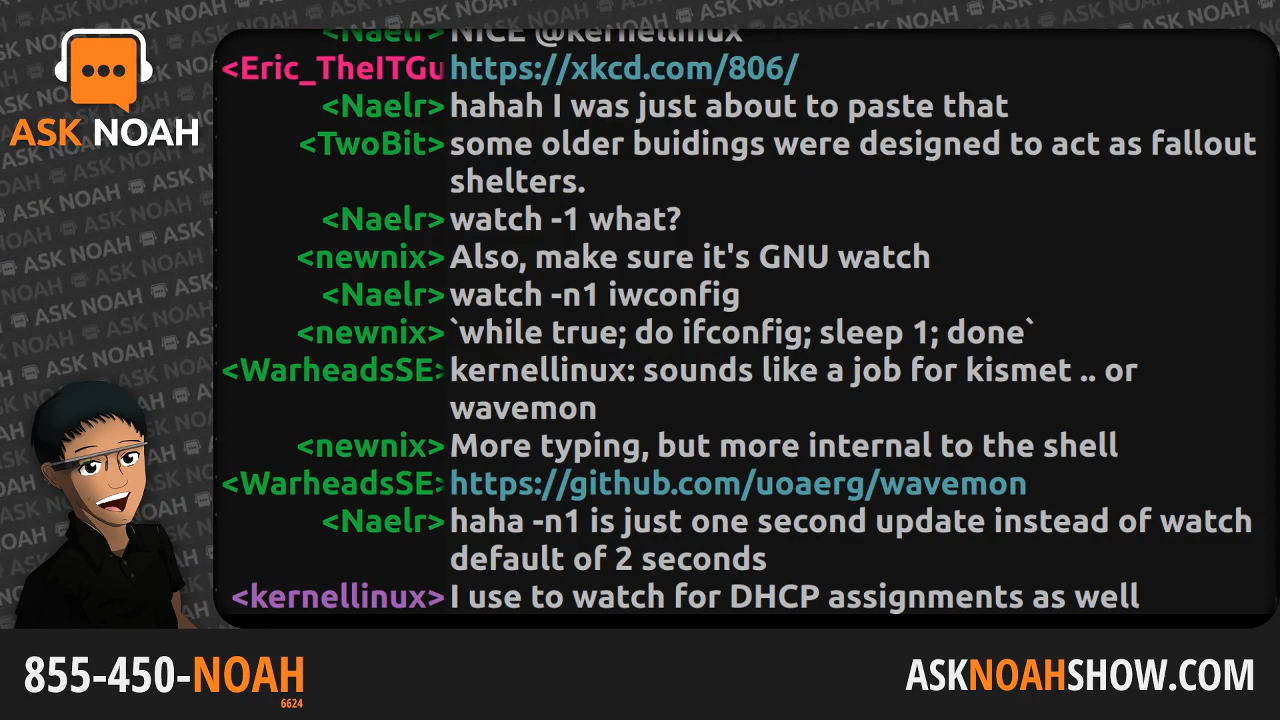 <Naelr> NICE @kernellinux
<Eric_TheITGu https://xkcd.com/806/
<Naelr> hahah I was just about to paste that
<TwoBit> some older buidings were designed to act as fallout
shelters.
<Naelr> watch -1 what?
<newnix> Also, make sure it's GNU watch
<Naelr> watch -n1 iwconfig
<newnix> `while true; do ifconfig; sleep 1; done`
<WarheadsSE> kernellinux: sounds like a job for kismet .. or
wavemon
<newnix> More typing, but more internal to the shell
<WarheadsSE> https://github.com/uoaerg/wavemon
<Naelr> haha -n1 is just one second update instead of watch
default of 2 seconds
<kernellinux> I use to watch for DHCP assignments as well
ASK NOAH
855-450-NOAH
6624
ASKNOAHSHOW.COM